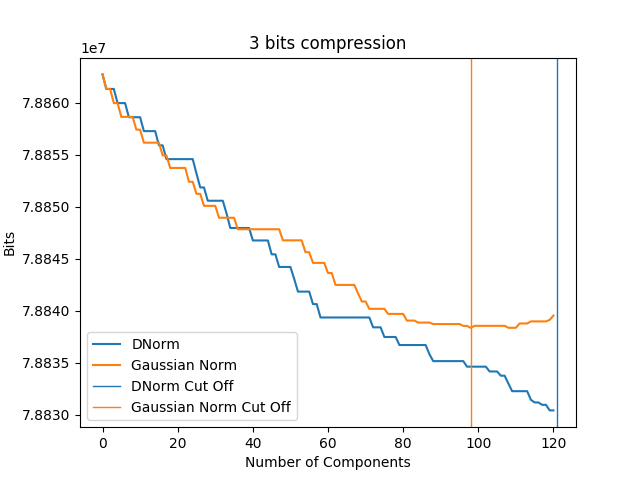 3 bits compression
1e7
7.8860
7.8855
7.8850
7.8845
7.8840
7.8835
7.8830
Bits
DNorm
Gaussian Norm
DNorm Cut Off
Gaussian Norm Cut Off
0 20 40 60 80 100 120
Number of Components